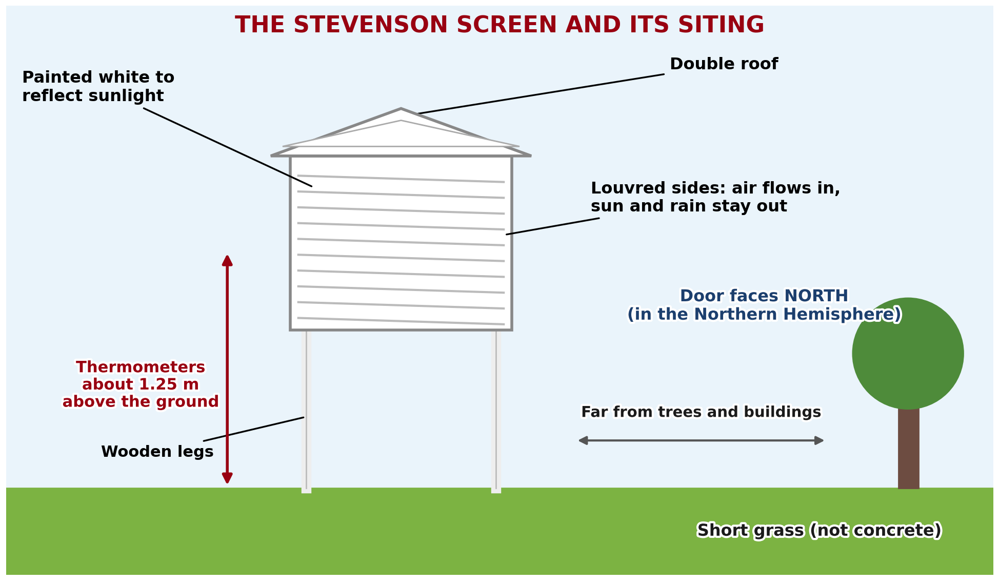 THE STEVENSON SCREEN AND ITS SITING
Painted white to
reflect sunlight
Double roof
Louvred sides: air flows in,
sun and rain stay out
Door faces NORTH
(in the Northern Hemisphere)
Thermometers
about 1.25 m
above the ground
Far from trees and buildings
Wooden legs
Short grass (not concrete)